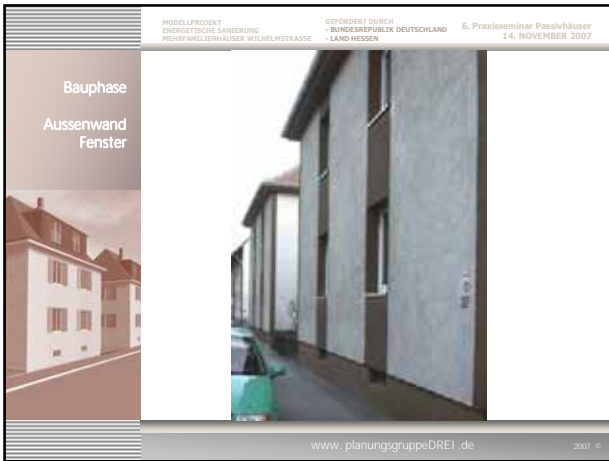 MODELLPROJEKT
ENERGETISCHE SANIERUNG
MEHRFAMILIENHÄUSER WILHELMSTRASSE
GEFÖRDERT DURCH
- BUNDESREPUBLIK DEUTSCHLAND
- LAND HESSEN
6. Praxisseminar Passivhäuser
14. NOVEMBER 2007
Bauphase
Aussenwand
Fenster
www. planungsgruppeDREI .de
2007 ©